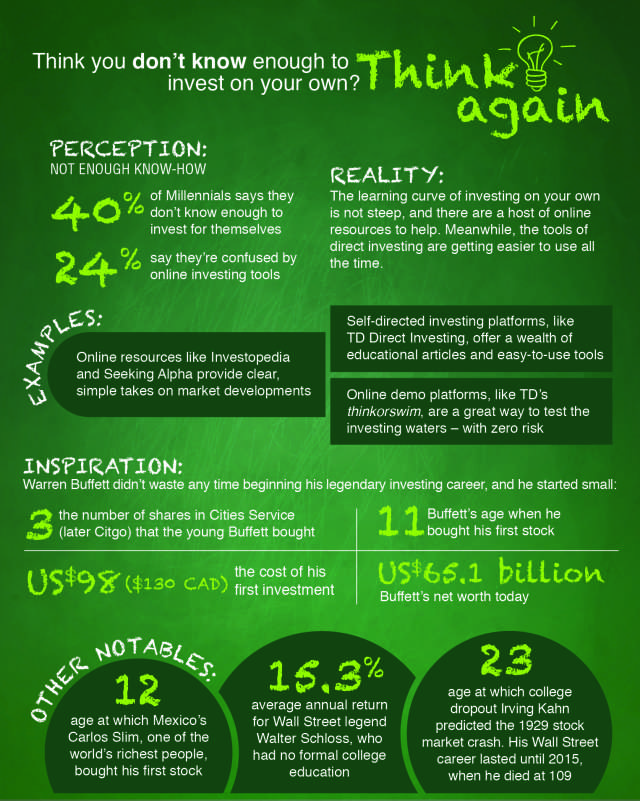 Think you don't know enough to
invest on your own?
Think
again
PERCEPTION:
NOT ENOUGH KNOW-HOW
40%
of Millennials says they
don't know enough to
invest for themselves
24%
say they're confused by
online investing tools
REALITY:
The learning curve of investing on your own
is not steep, and there are a host of online
resources to help. Meanwhile, the tools of
direct investing are getting easier to use all
the time.
EXAMPLES:
Online resources like Investopedia
and Seeking Alpha provide clear,
simple takes on market developments
Self-directed investing platforms, like
TD Direct Investing, offer a wealth of
educational articles and easy-to-use tools
Online demo platforms, like TD's
thinkorswim, are a great way to test the
investing waters – with zero risk
INSPIRATION:
Warren Buffett didn't waste any time beginning his legendary investing career, and he started small:
3
the number of shares in Cities Service
(later Citgo) that the young Buffett bought
11
Buffett's age when he
bought his first stock
US$98 ($130 CAD)
the cost of his
first investment
US$65.1 billion
Buffett's net worth today
OTHER NOTABLES:
12
age at which Mexico's
Carlos Slim, one of the
world's richest people,
bought his first stock
15.3%
average annual return
for Wall Street legend
Walter Schloss, who
had no formal college
education
23
age at which college
dropout Irving Kahn
predicted the 1929 stock
market crash. His Wall Street
career lasted until 2015,
when he died at 109